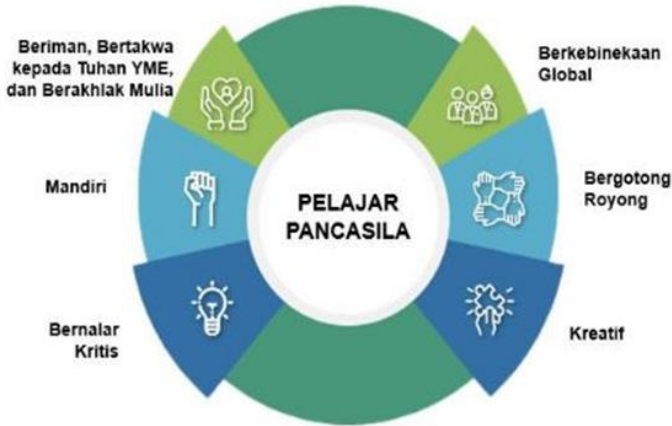 Beriman, Bertakwa
kepada Tuhan YME,
dan Berakhlak Mulia
Berkebinekaan
Global
Mandiri
PELAJAR
PANCASILA
Bergotong
Royong
Bernalar
Kritis
Kreatif